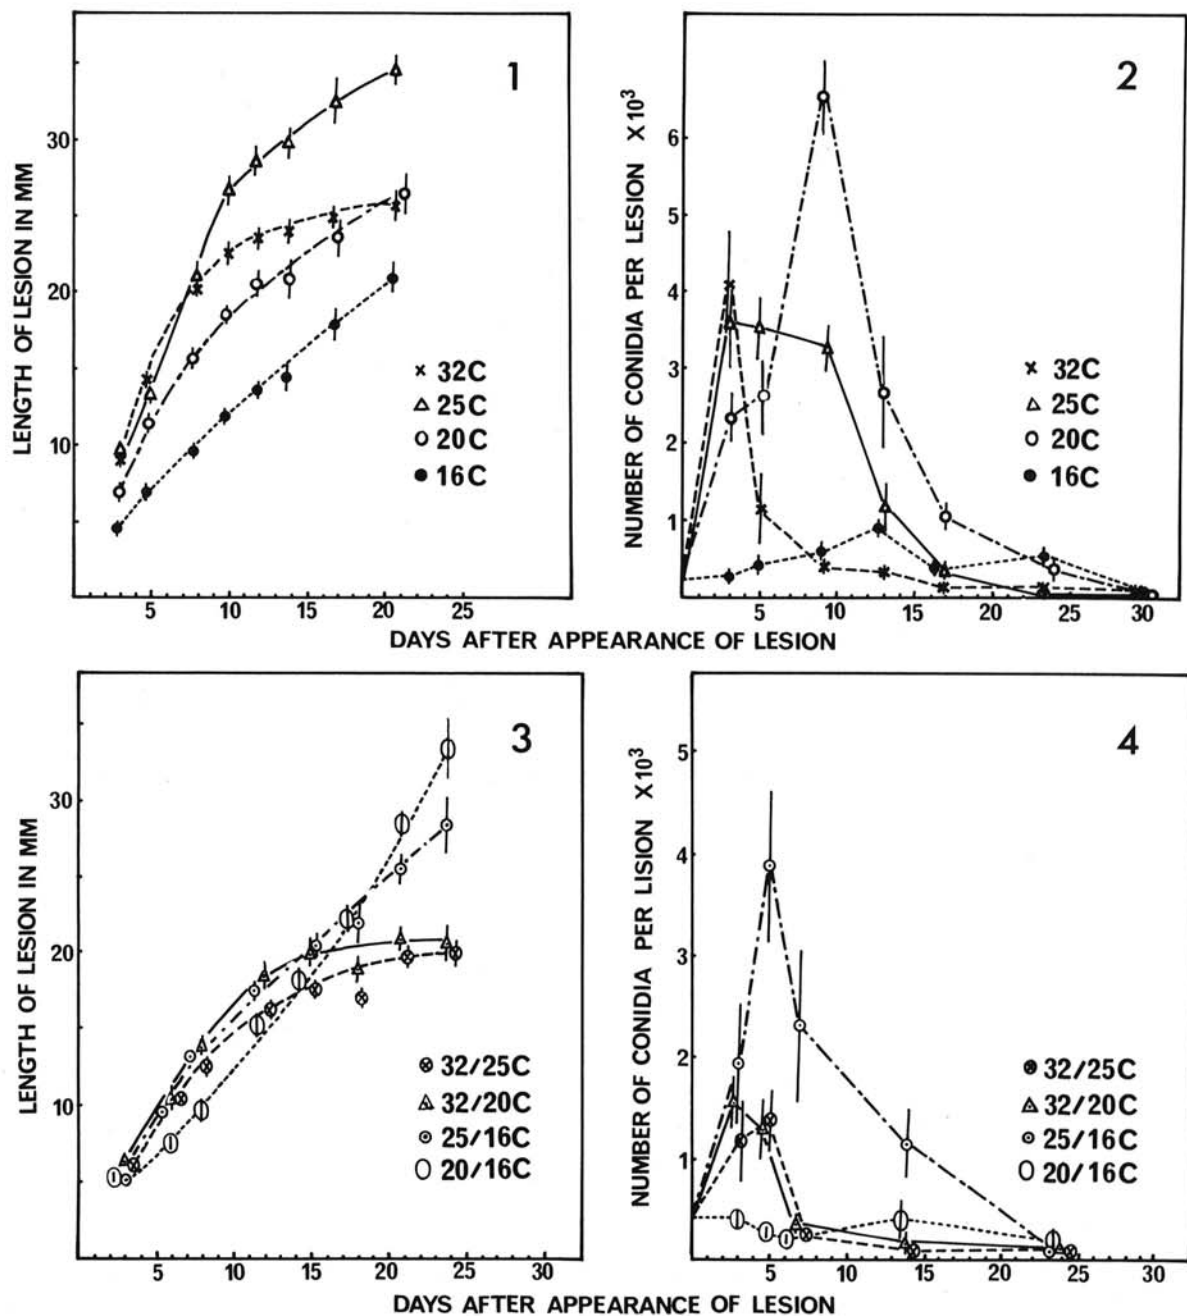 1
LENGTH OF LESION IN MM
30
20
10
5 10 15 20 25
32C
25C
20C
16C
2
NUMBER OF CONIDIA PER LESION X10³
6
5
4
3
2
1
5 10 15 20 25 30
32C
25C
20C
16C
DAYS AFTER APPEARANCE OF LESION
3
LENGTH OF LESION IN MM
30
20
10
5 10 15 20 25 30
32/25C
32/20C
25/16C
20/16C
4
NUMBER OF CONIDIA PER LISION X10³
5
4
3
2
1
5 10 15 20 25 30
32/25C
32/20C
25/16C
20/16C
DAYS AFTER APPEARANCE OF LESION